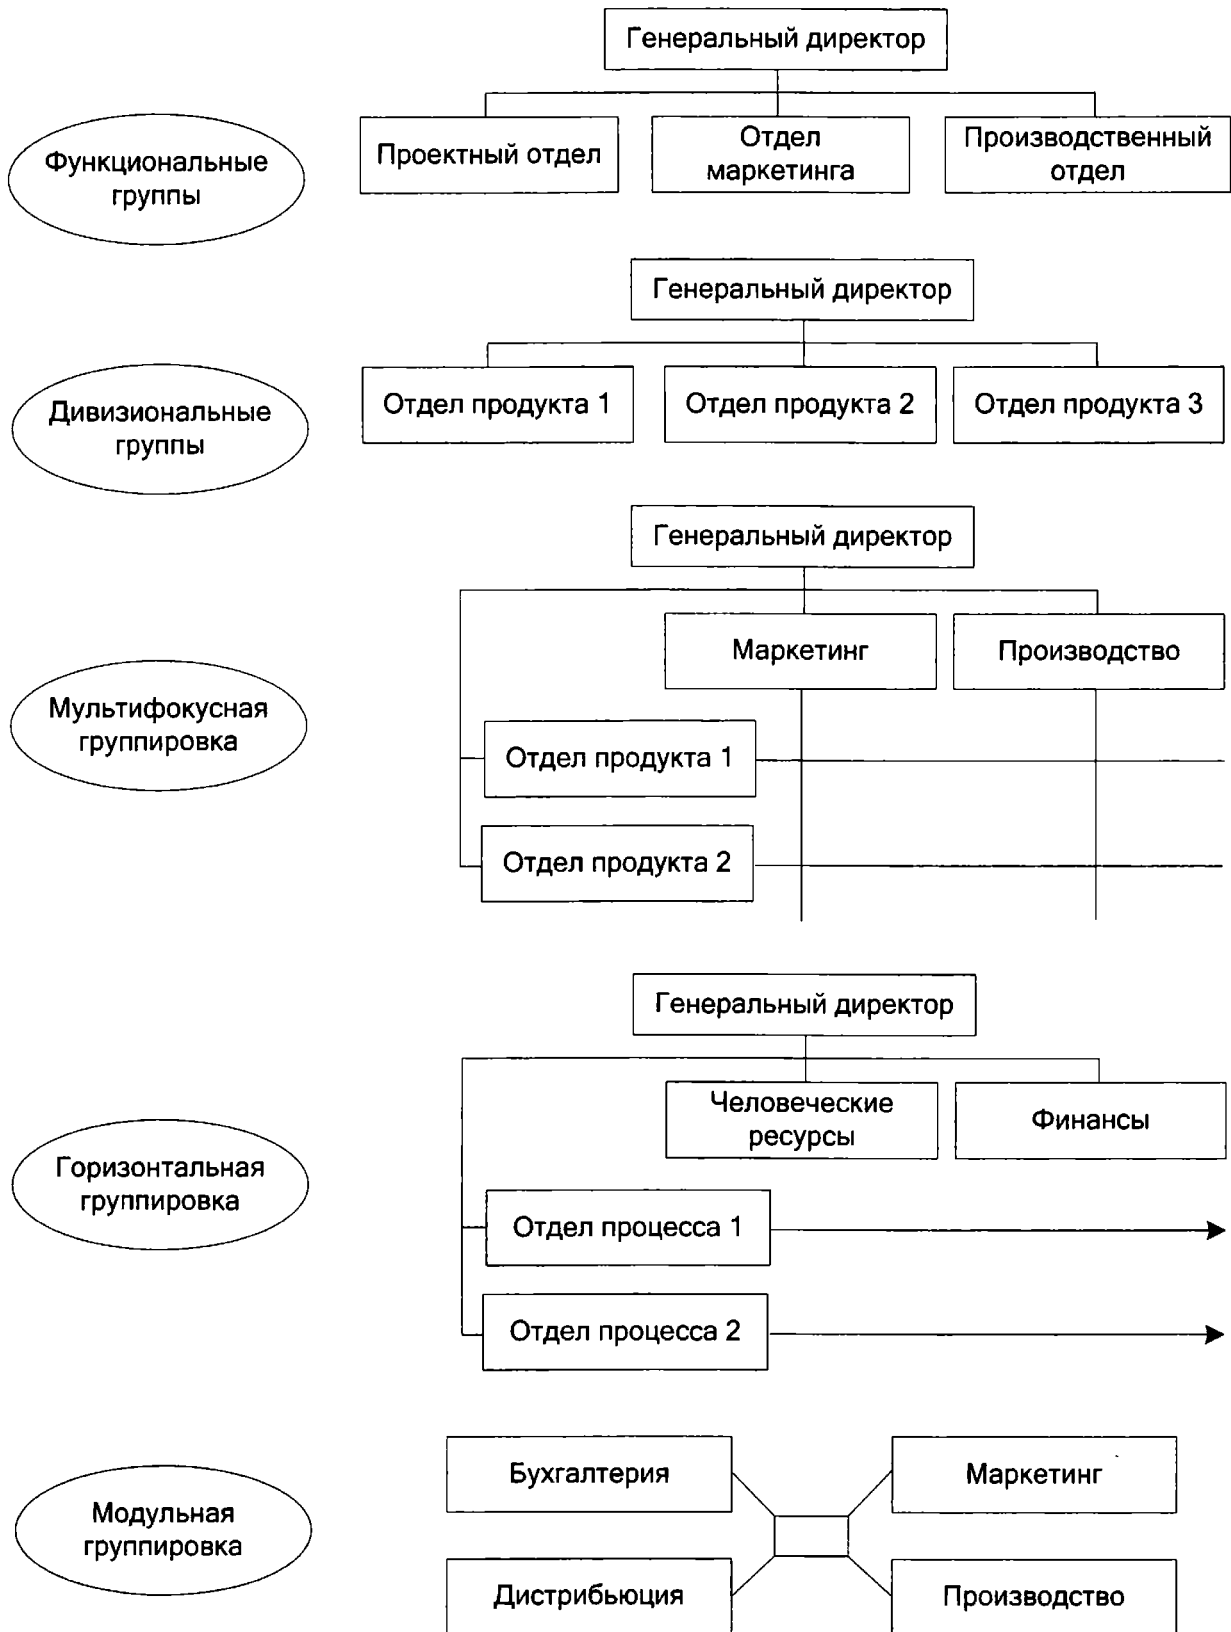 Генеральный директор
Функциональные
группы
Проектный отдел
Отдел
маркетинга
Производственный
отдел
Генеральный директор
Дивизиональные
группы
Отдел продукта 1
Отдел продукта 2
Отдел продукта 3
Генеральный директор
Мультифокусная
группировка
Маркетинг
Производство
Отдел продукта 1
Отдел продукта 2
Генеральный директор
Горизонтальная
группировка
Человеческие
ресурсы
Финансы
Отдел процесса 1
Отдел процесса 2
Модульная
группировка
Бухгалтерия
Маркетинг
Дистрибьюция
Производство